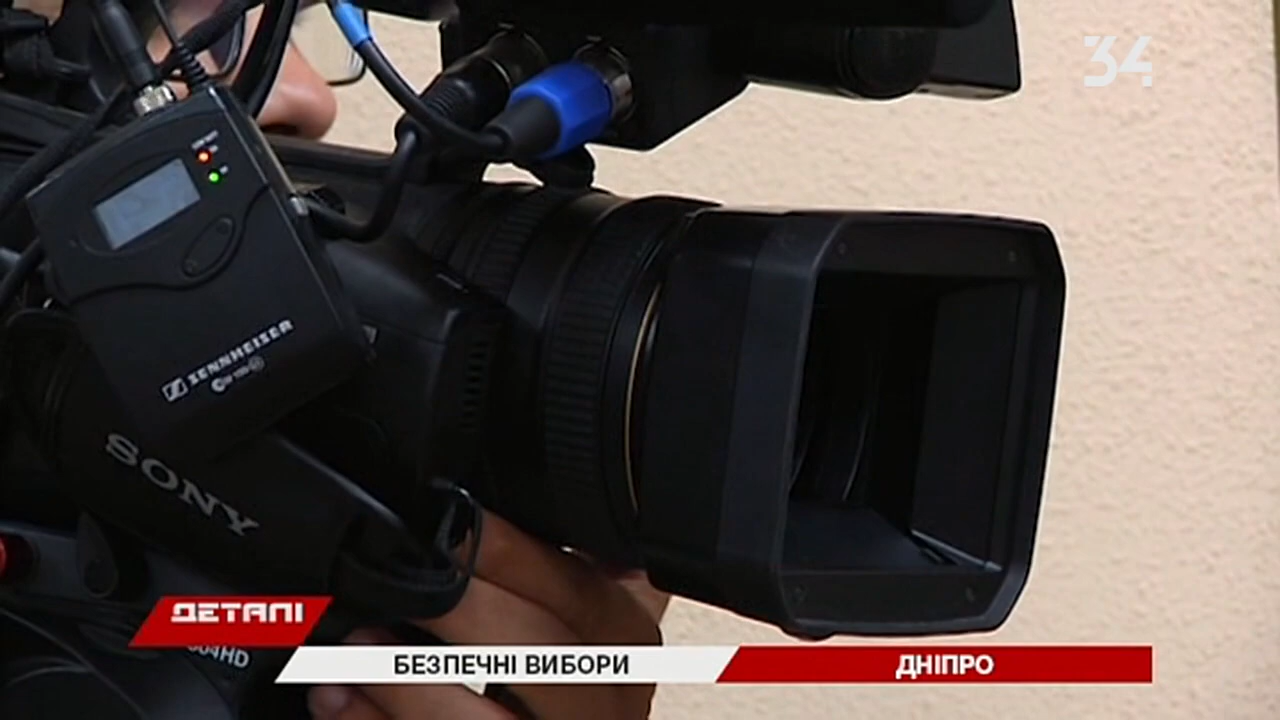 34
SENNHEISER
SONY
ДЕТАЛІ
БЕЗПЕЧНІ ВИБОРИ
ДНІПРО